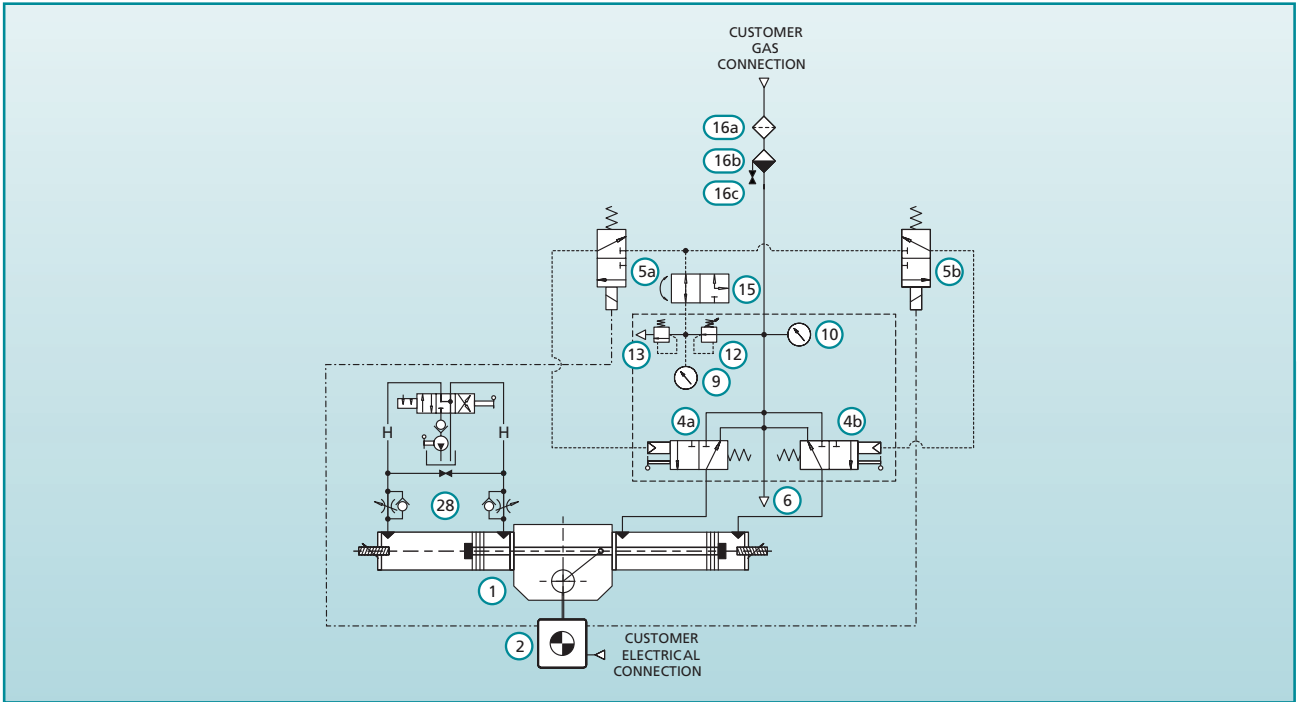 CUSTOMER
GAS
CONNECTION
16a
16b
16c
5a
5b
15
10
13
12
9
4a
4b
H
H
28
6
1
2
CUSTOMER
ELECTRICAL
CONNECTION